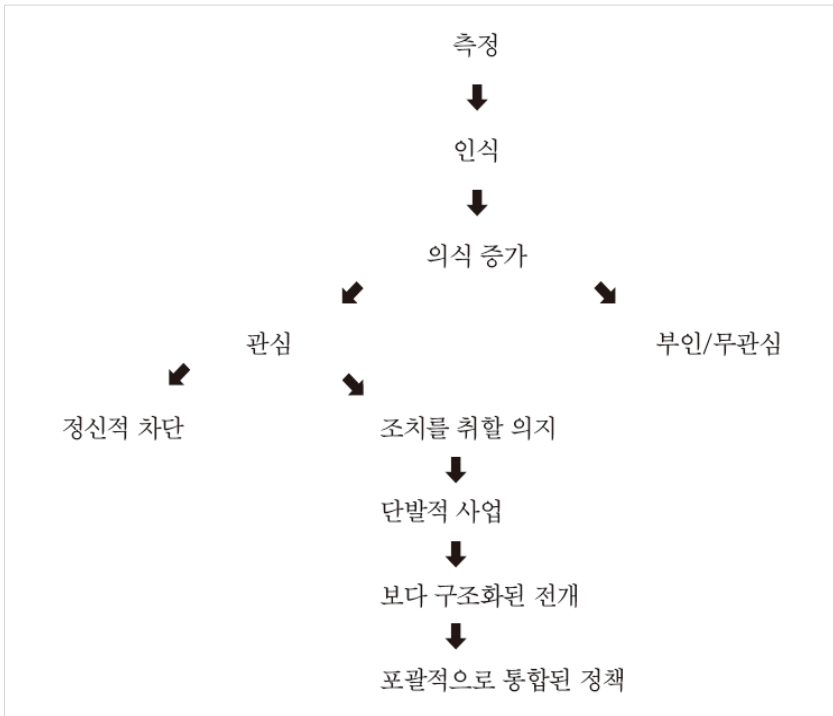 측정
인식
의식 증가
관심
부인/무관심
정신적 차단
조치를 취할 의지
단발적 사업
보다 구조화된 전개
포괄적으로 통합된 정책